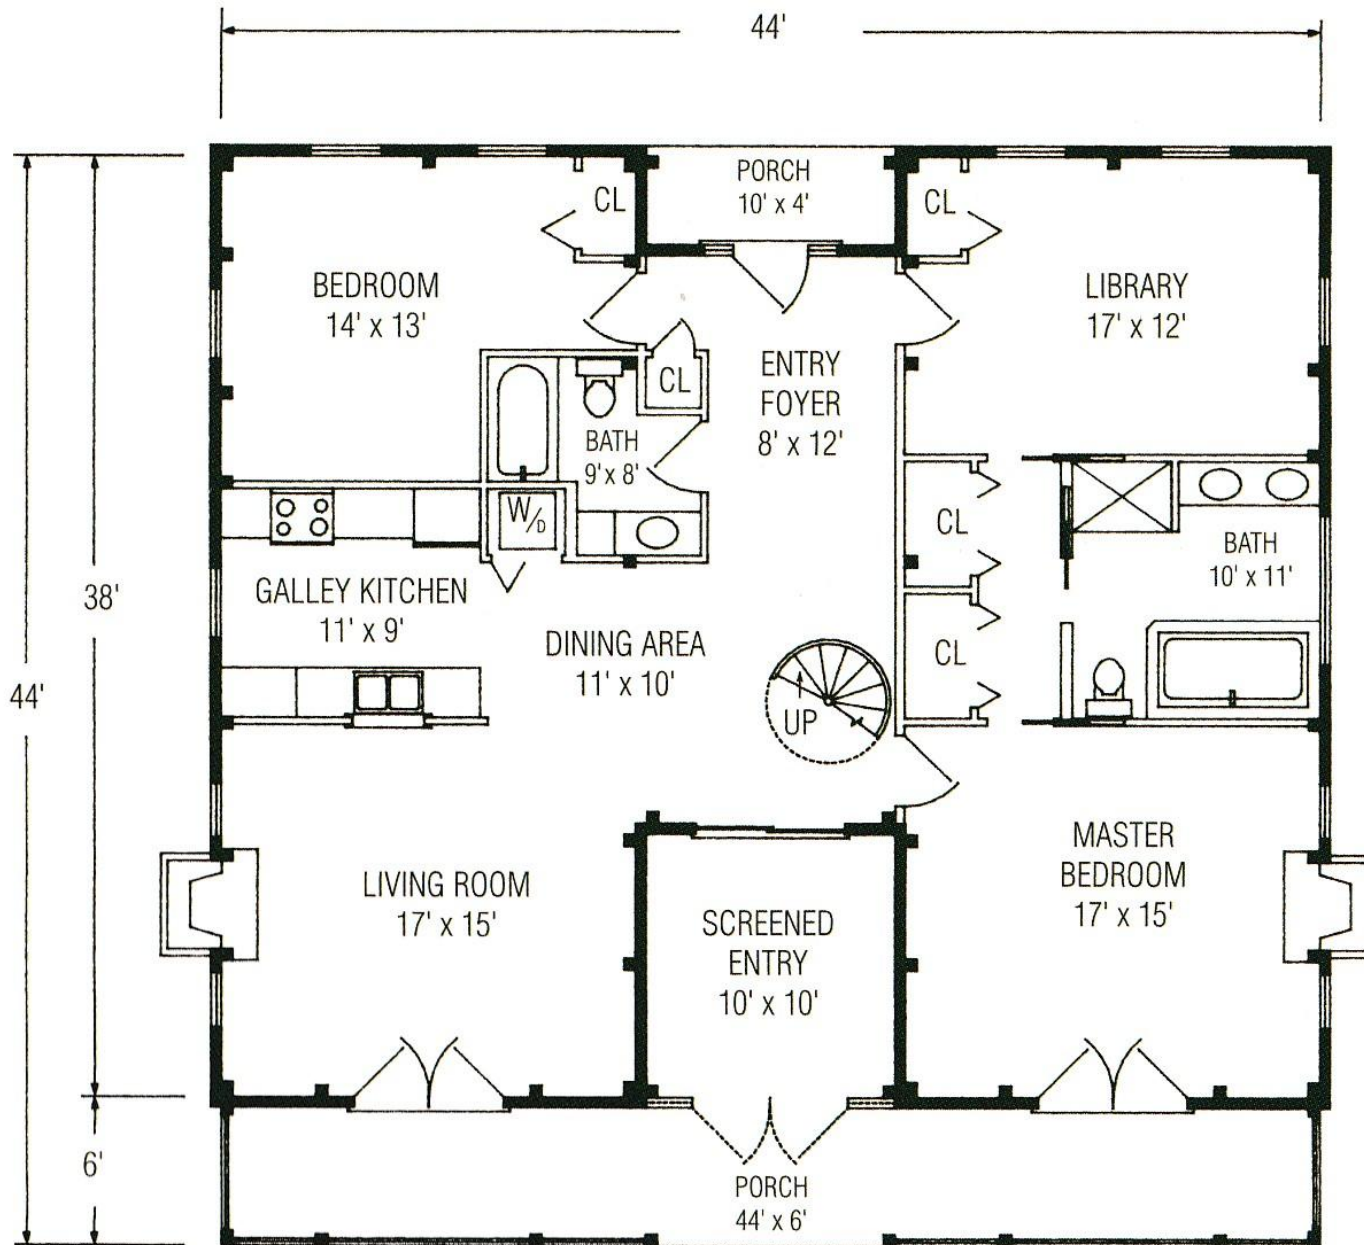 44'
PORCH
10' x 4'
CL
CL
BEDROOM
14' x 13'
LIBRARY
17' x 12'
ENTRY
FOYER
8' x 12'
CL
BATH
9' x 8'
W/D
CL
BATH
10' x 11'
38'
GALLEY KITCHEN
11' x 9'
DINING AREA
11' x 10'
CL
44'
UP
MASTER
BEDROOM
17' x 15'
LIVING ROOM
17' x 15'
SCREENED
ENTRY
10' x 10'
6'
PORCH
44' x 6'